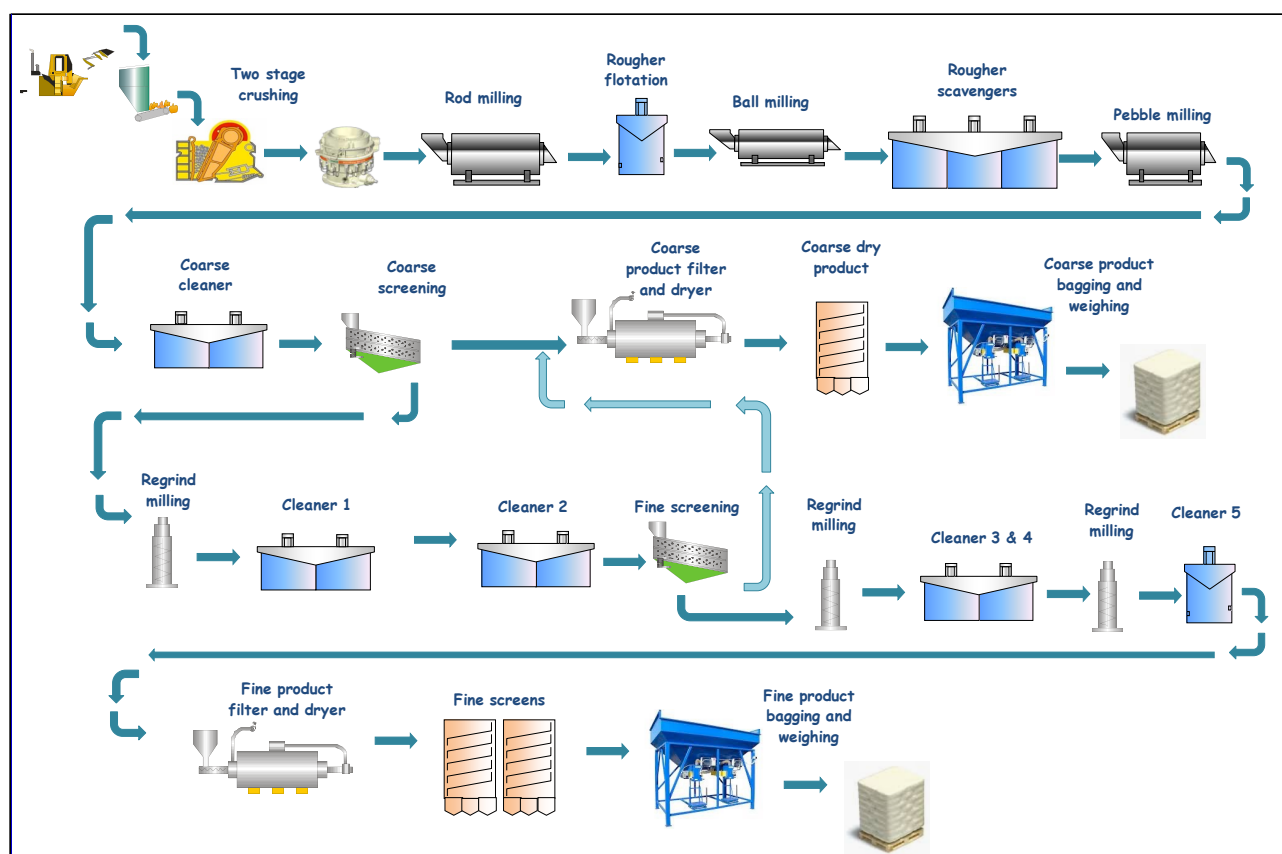 Two stage
crushing
Rod milling
Rougher
flotation
Ball milling
Rougher
scavengers
Pebble milling
Coarse
cleaner
Coarse
screening
Coarse
product filter
and dryer
Coarse dry
product
Coarse product
bagging and
weighing
Regrind
milling
Cleaner 1
Cleaner 2
Fine screening
Regrind
milling
Cleaner 3 & 4
Regrind
milling
Cleaner 5
Fine product
filter and dryer
Fine screens
Fine product
bagging and
weighing